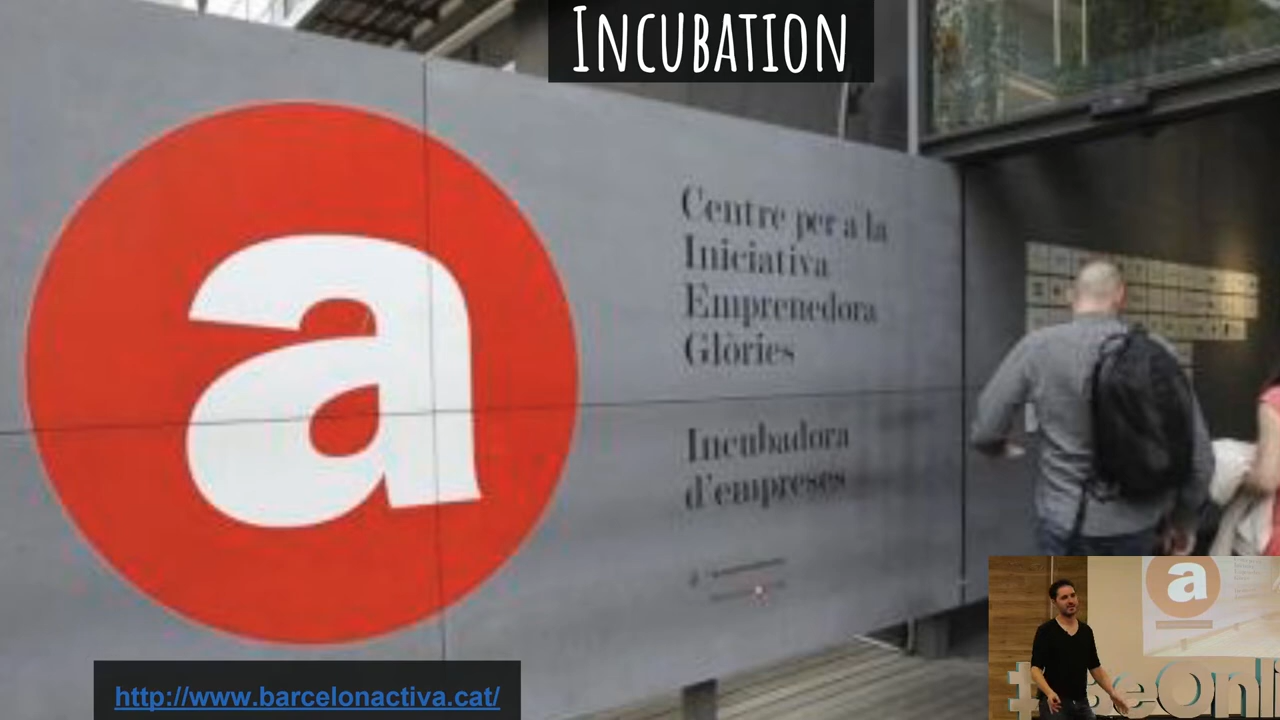 INCUBATION
a
Centre per a la
Iniciativa
Emprenedora
Glòries
Incubadora
d'empreses
http://www.barcelonactiva.cat/
a